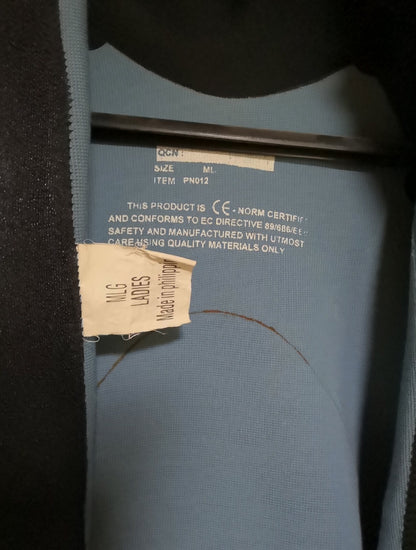 QCN :
SIZE ML
ITEM PN012
THIS PRODUCT IS CE - NORM CERTIFI
AND CONFORMS TO EC DIRECTIVE 89/686/EE
SAFETY AND MANUFACTURED WITH UTMOST
CARE USING QUALITY MATERIALS ONLY
MLG
LADIES
Made in philippi